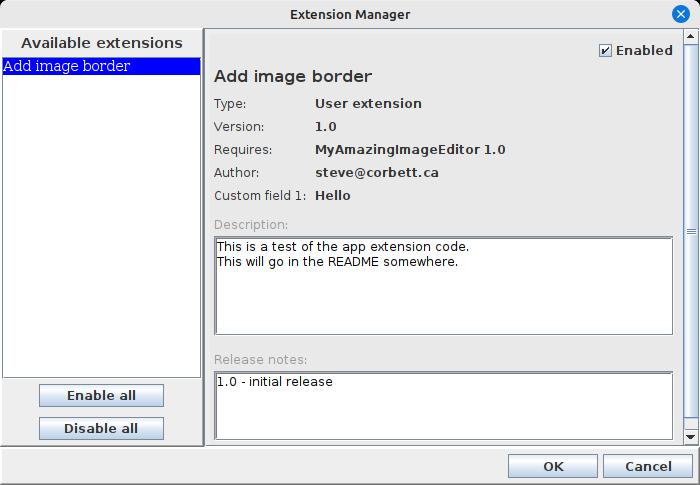 Extension Manager
Available extensions
Add image border
Enable all
Disable all
Enabled
Add image border
Type: User extension
Version: 1.0
Requires: MyAmazingImageEditor 1.0
Author: steve@corbett.ca
Custom field 1: Hello
Description:
This is a test of the app extension code.
This will go in the README somewhere.
Release notes:
1.0 - initial release
OK Cancel